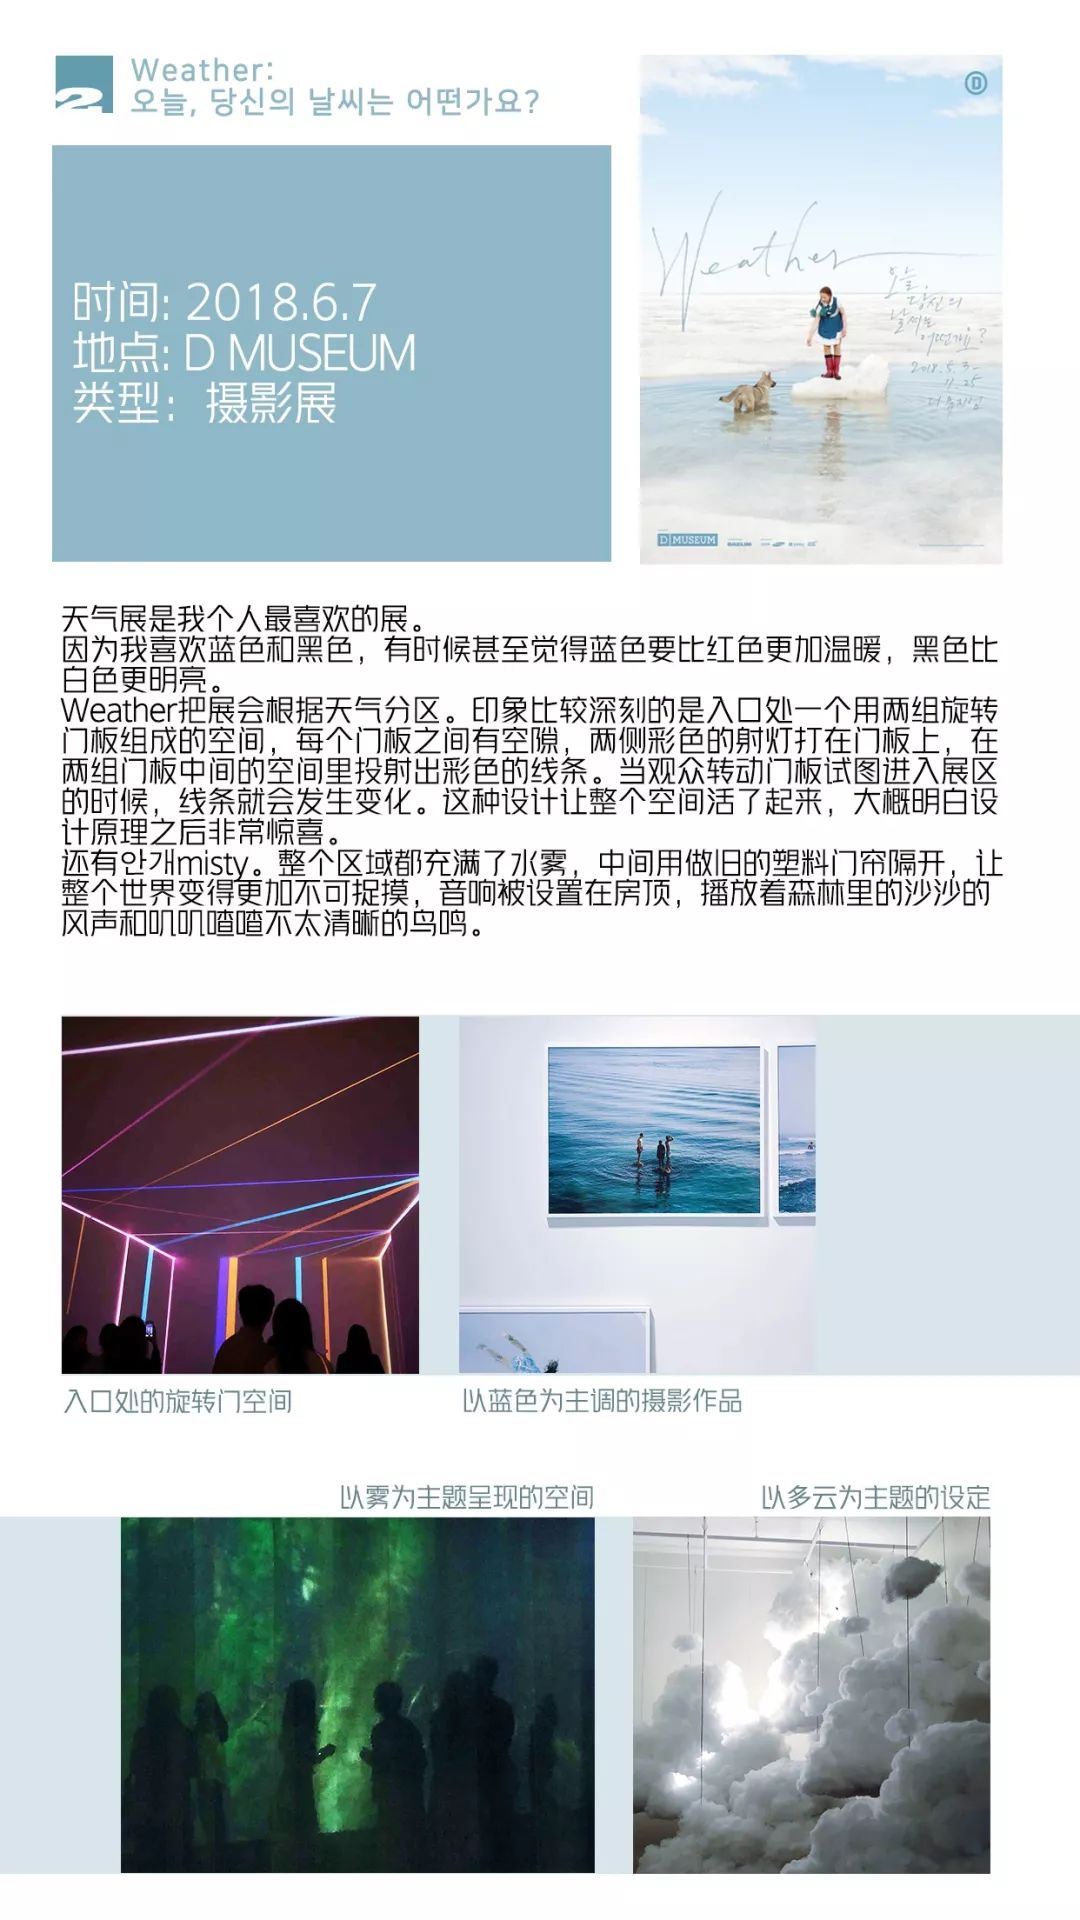 2
Weather:
오늘, 당신의 날씨는 어떤가요?
D
Weather
오늘,
당신의
날씨는
어떤가요?
2018.5.3-
11.25
디뮤지엄
D MUSEUM
时间: 2018.6.7
地点: D MUSEUM
类型：摄影展
天气展是我个人最喜欢的展。
因为我喜欢蓝色和黑色，有时候甚至觉得蓝色要比红色更加温暖，黑色比
白色更明亮。
Weather把展会根据天气分区。印象比较深刻的是入口处一个用两组旋转
门板组成的空间，每个门板之间有空隙，两侧彩色的射灯打在门板上，在
两组门板中间的空间里投射出彩色的线条。当观众转动门板试图进入展区
的时候，线条就会发生变化。这种设计让整个空间活了起来，大概明白设
计原理之后非常惊喜。
还有안개misty。整个区域都充满了水雾，中间用做旧的塑料门帘隔开，让
整个世界变得更加不可捉摸，音响被设置在房顶，播放着森林里的沙沙的
风声和叽叽喳喳不太清晰的鸟鸣。
入口处的旋转门空间
以蓝色为主调的摄影作品
以雾为主题呈现的空间
以多云为主题的设定